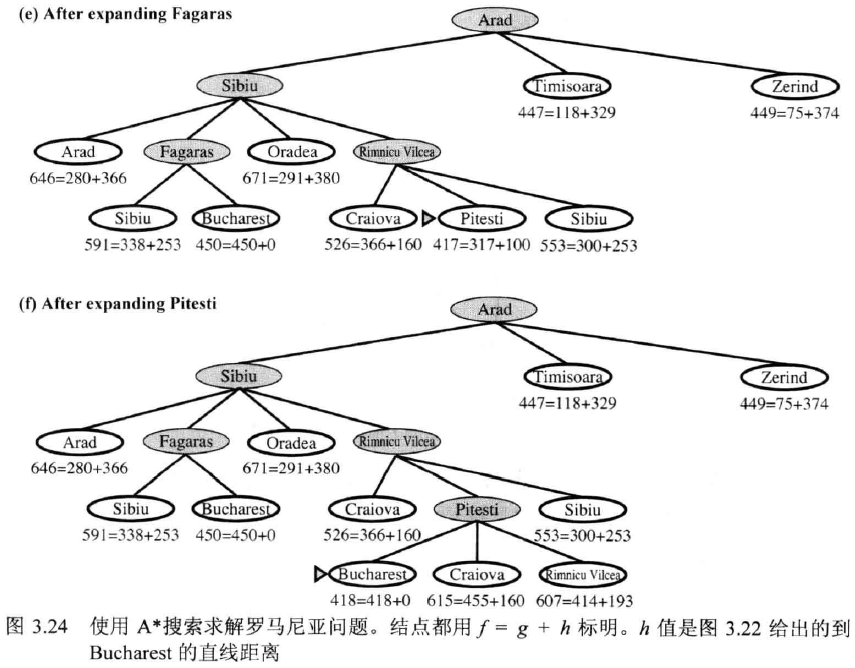 (e) After expanding Fagaras
Arad
Sibiu Timisoara Zerind
447=118+329 449=75+374
Arad Fagaras Oradea Rimnicu Vilcea
646=280+366 671=291+380
Sibiu Bucharest Craiova Pitesti Sibiu
591=338+253 450=450+0 526=366+160 417=317+100 553=300+253
(f) After expanding Pitesti
Arad
Sibiu Timisoara Zerind
447=118+329 449=75+374
Arad Fagaras Oradea Rimnicu Vilcea
646=280+366 671=291+380
Sibiu Bucharest Craiova Pitesti Sibiu
591=338+253 450=450+0 526=366+160 553=300+253
Bucharest Craiova Rimnicu Vilcea
418=418+0 615=455+160 607=414+193
图 3.24 使用 A*搜索求解罗马尼亚问题。结点都用 f = g + h 标明。h 值是图 3.22 给出的到
Bucharest 的直线距离